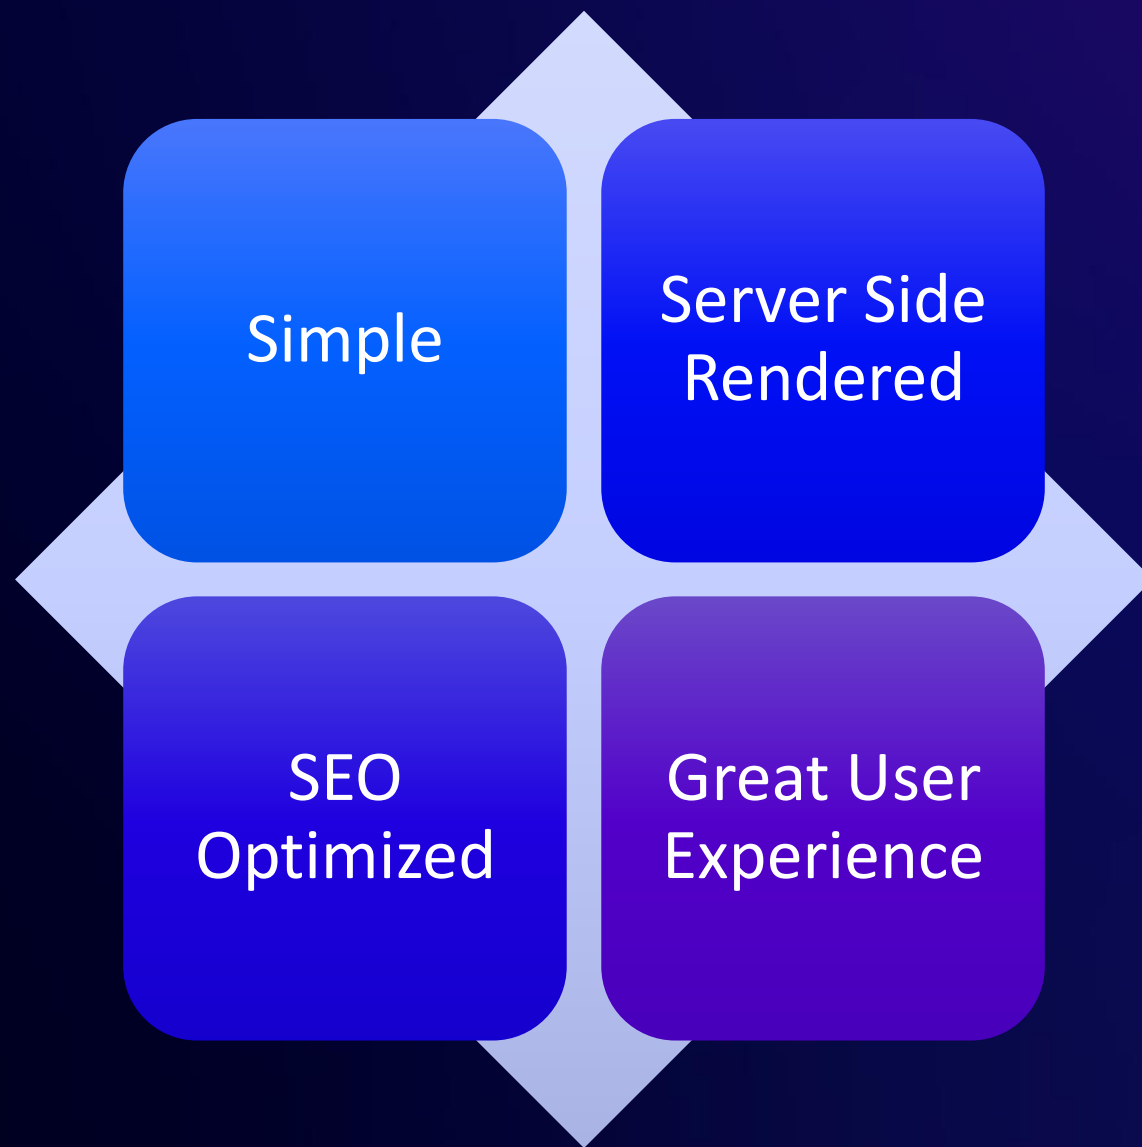 Simple
Server Side
Rendered
SEO
Optimized
Great User
Experience